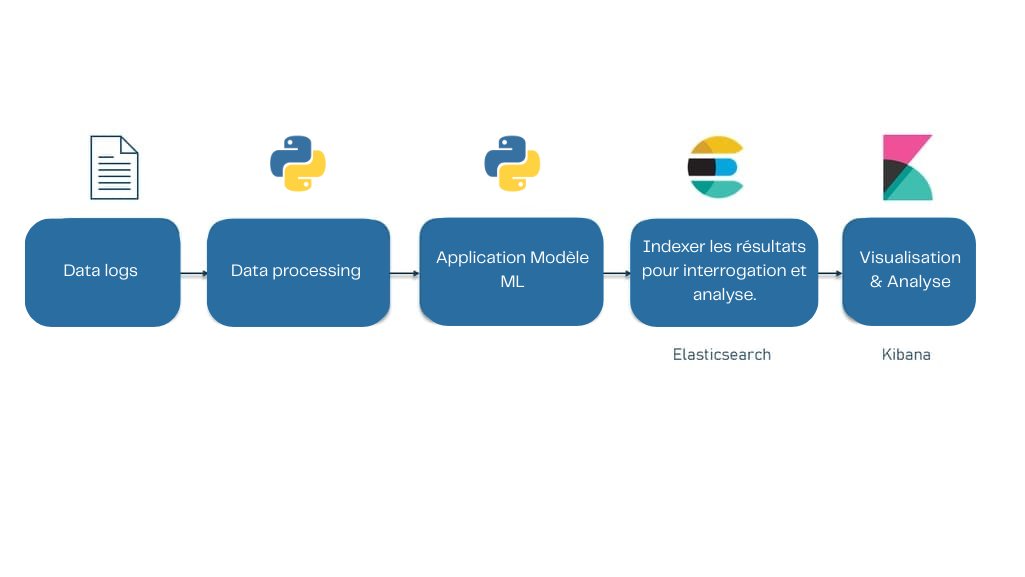 Data logs
Data processing
Application Modèle
ML
Indexer les résultats
pour interrogation et
analyse.
Visualisation
& Analyse
Elasticsearch
Kibana